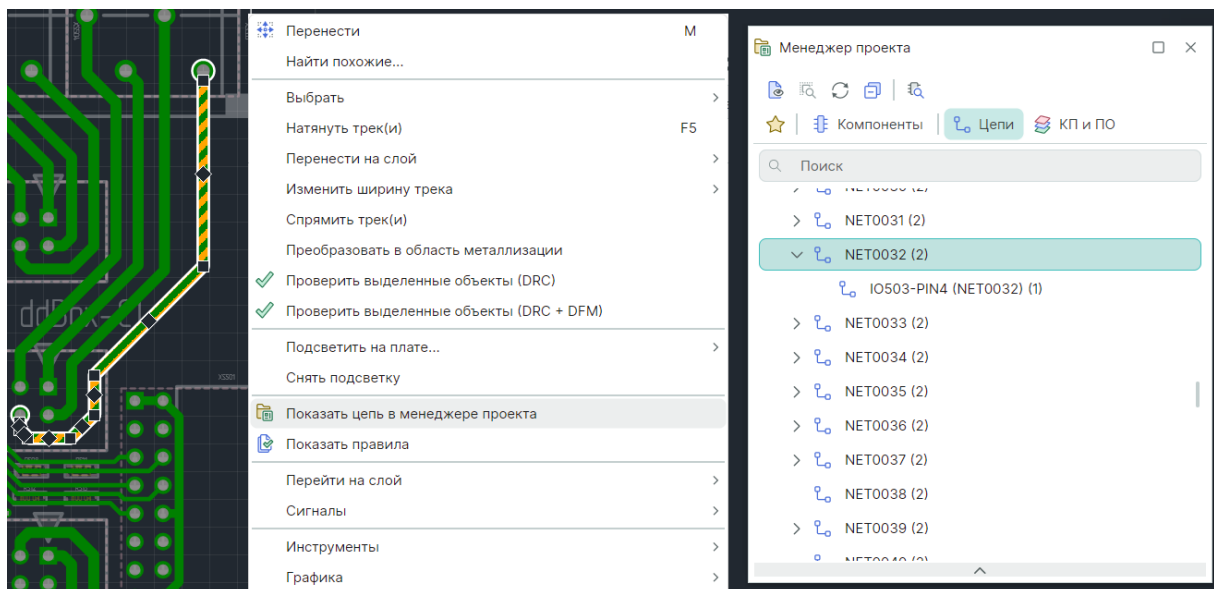 Перенести M
Найти похожие...
Выбрать
Натянуть трек(и) F5
Перенести на слой
Изменить ширину трека
Спрямить трек(и)
Преобразовать в область металлизации
Проверить выделенные объекты (DRC)
Проверить выделенные объекты (DRC + DFM)
Подсветить на плате...
Снять подсветку
Показать цепь в менеджере проекта
Показать правила
Перейти на слой
Сигналы
Инструменты
Графика
Менеджер проекта
Компоненты Цепи КП и ПО
Поиск
NET0031 (2)
NET0032 (2)
IO503-PIN4 (NET0032) (1)
NET0033 (2)
NET0034 (2)
NET0035 (2)
NET0036 (2)
NET0037 (2)
NET0038 (2)
NET0039 (2)